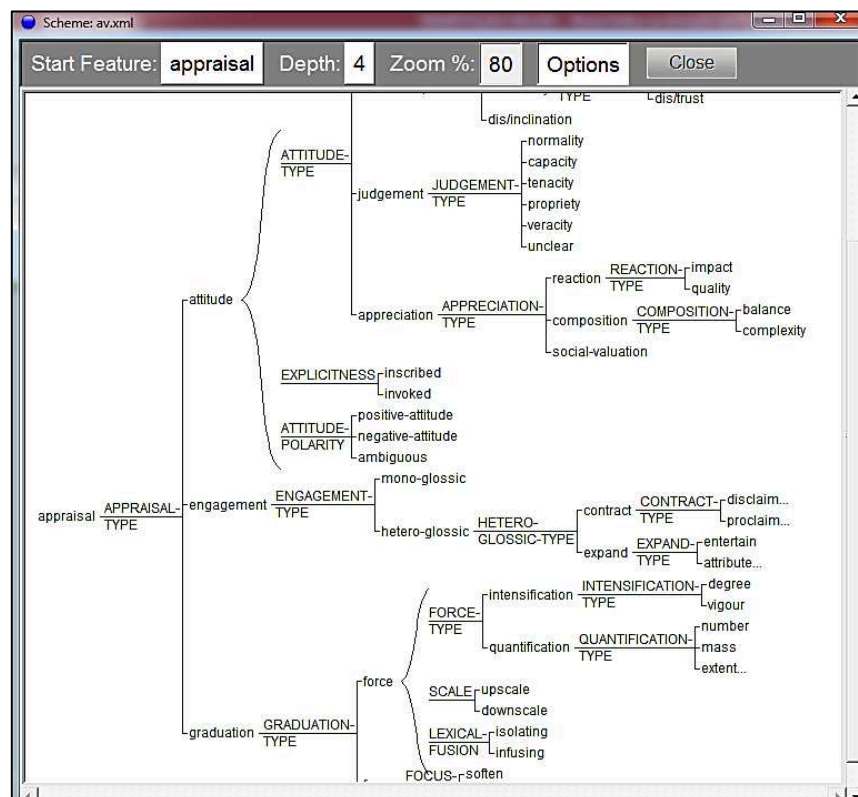 Scheme: av.xml
Start Feature: appraisal Depth: 4 Zoom %: 80 Options Close
TYPE dis/trust
dis/inclination
normality
ATTITUDE-
TYPE
capacity
judgement JUDGEMENT-
TYPE
tenacity
propriety
veracity
unclear
attitude
reaction REACTION-
TYPE
impact
quality
appreciation APPRECIATION-
TYPE
composition COMPOSITION-
TYPE
balance
complexity
social-valuation
EXPLICITNESS inscribed
invoked
ATTITUDE-
POLARITY
positive-attitude
negative-attitude
ambiguous
appraisal APPRAISAL-
TYPE
engagement ENGAGEMENT-
TYPE
mono-glossic
hetero-glossic HETERO-
GLOSSIC-TYPE
contract CONTRACT-
TYPE
disclaim...
proclaim...
expand EXPAND-
TYPE
entertain
attribute...
intensification INTENSIFICATION-
TYPE
degree
vigour
FORCE-
TYPE
quantification QUANTIFICATION-
TYPE
number
mass
extent...
force
SCALE upscale
downscale
graduation GRADUATION-
TYPE
LEXICAL-
FUSION
isolating
infusing
FOCUS- soften